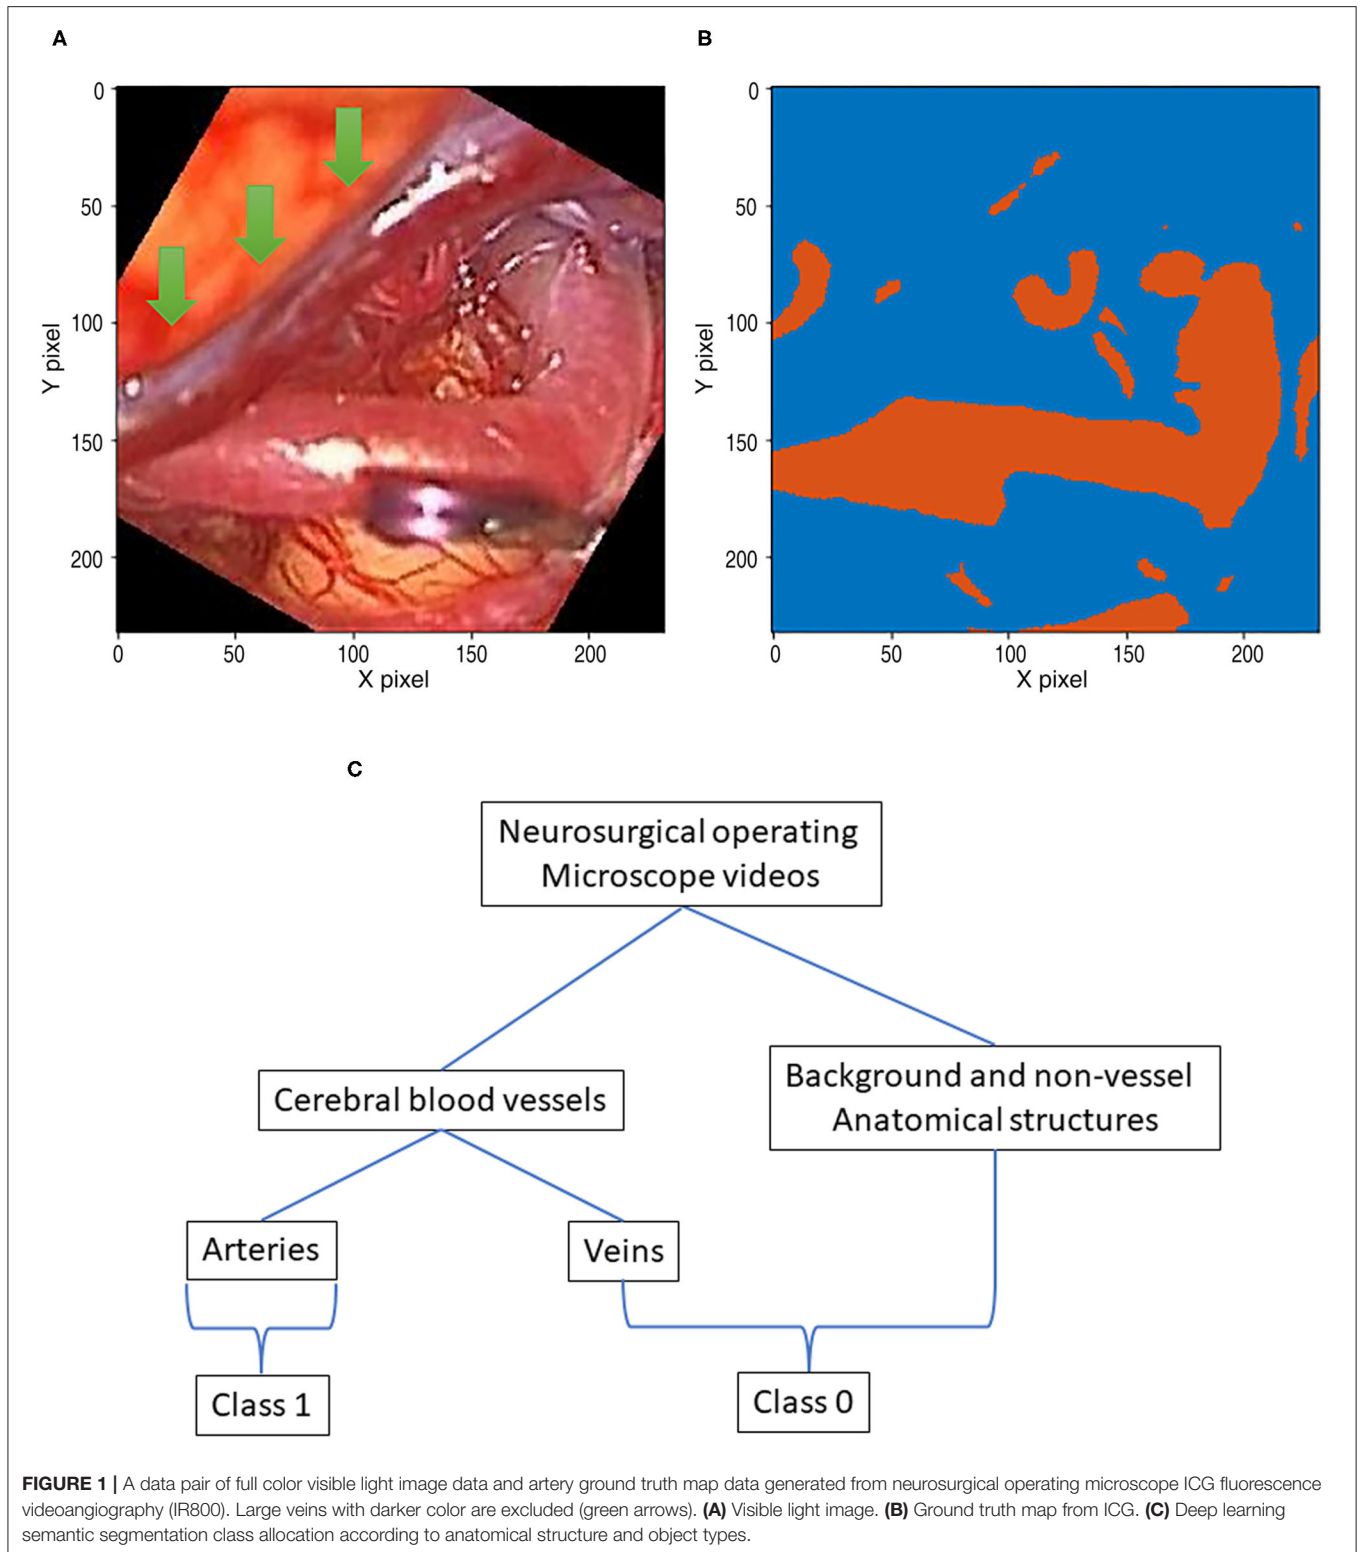 A
B
0
50
100
150
200
Y pixel
0
50
100
150
200
X pixel
0
50
100
150
200
Y pixel
0
50
100
150
200
X pixel
C
Neurosurgical operating
Microscope videos
Cerebral blood vessels
Background and non-vessel
Anatomical structures
Arteries
Veins
Class 1
Class 0
FIGURE 1 | A data pair of full color visible light image data and artery ground truth map data generated from neurosurgical operating microscope ICG fluorescence
videoangiography (IR800). Large veins with darker color are excluded (green arrows). (A) Visible light image. (B) Ground truth map from ICG. (C) Deep learning
semantic segmentation class allocation according to anatomical structure and object types.